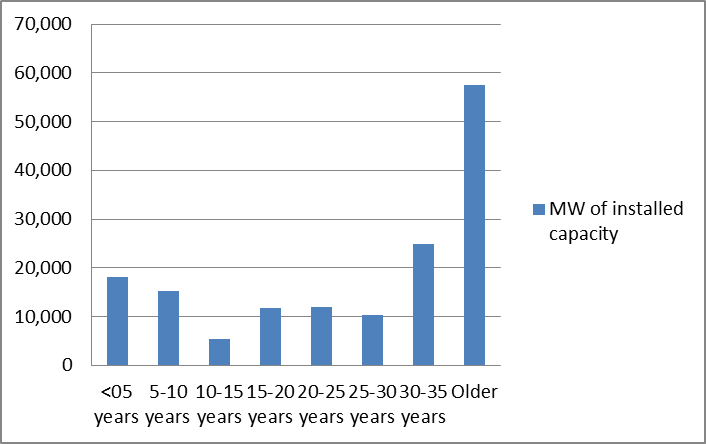 70,000
60,000
50,000
40,000
30,000
20,000
10,000
0
<05 5-10 10-15 15-20 20-25 25-30 30-35 Older
years years years years years years years
MW of installed
capacity